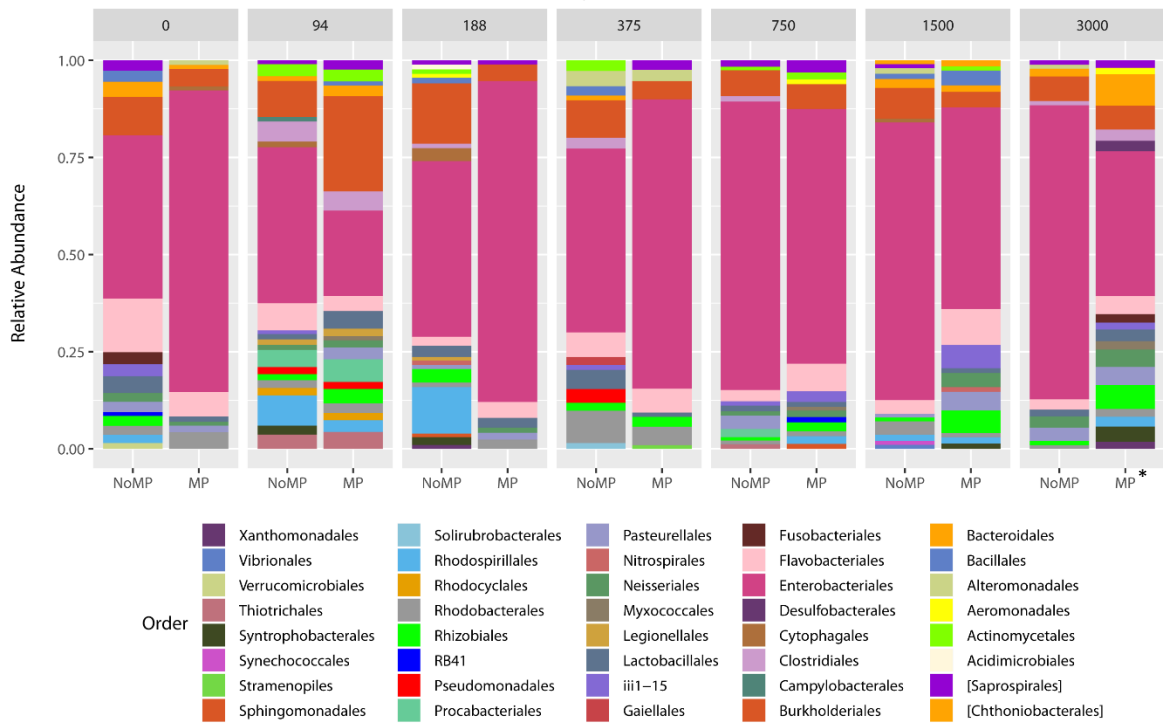 0 94 188 375 750 1500 3000
1.00
0.75
0.50
0.25
0.00
Relative Abundance
NoMP MP NoMP MP NoMP MP NoMP MP NoMP MP NoMP MP NoMP MP *
Order
Xanthomonadales Solirubrobacterales Pasteurellales Fusobacteriales Bacteroidales
Vibrionales Rhodospirillales Nitrospirales Flavobacteriales Bacillales
Verrucomicrobiales Rhodocyclales Neisseriales Enterobacteriales Alteromonadales
Thiotrichales Rhodobacterales Myxococcales Desulfobacterales Aeromonadales
Syntrophobacterales Rhizobiales Legionellales Cytophagales Actinomycetales
Synechococcales RB41 Lactobacillales Clostridiales Acidimicrobiales
Stramenopiles Pseudomonadales iii1−15 Campylobacterales [Saprospirales]
Sphingomonadales Procabacteriales Gaiellales Burkholderiales [Chthoniobacterales]